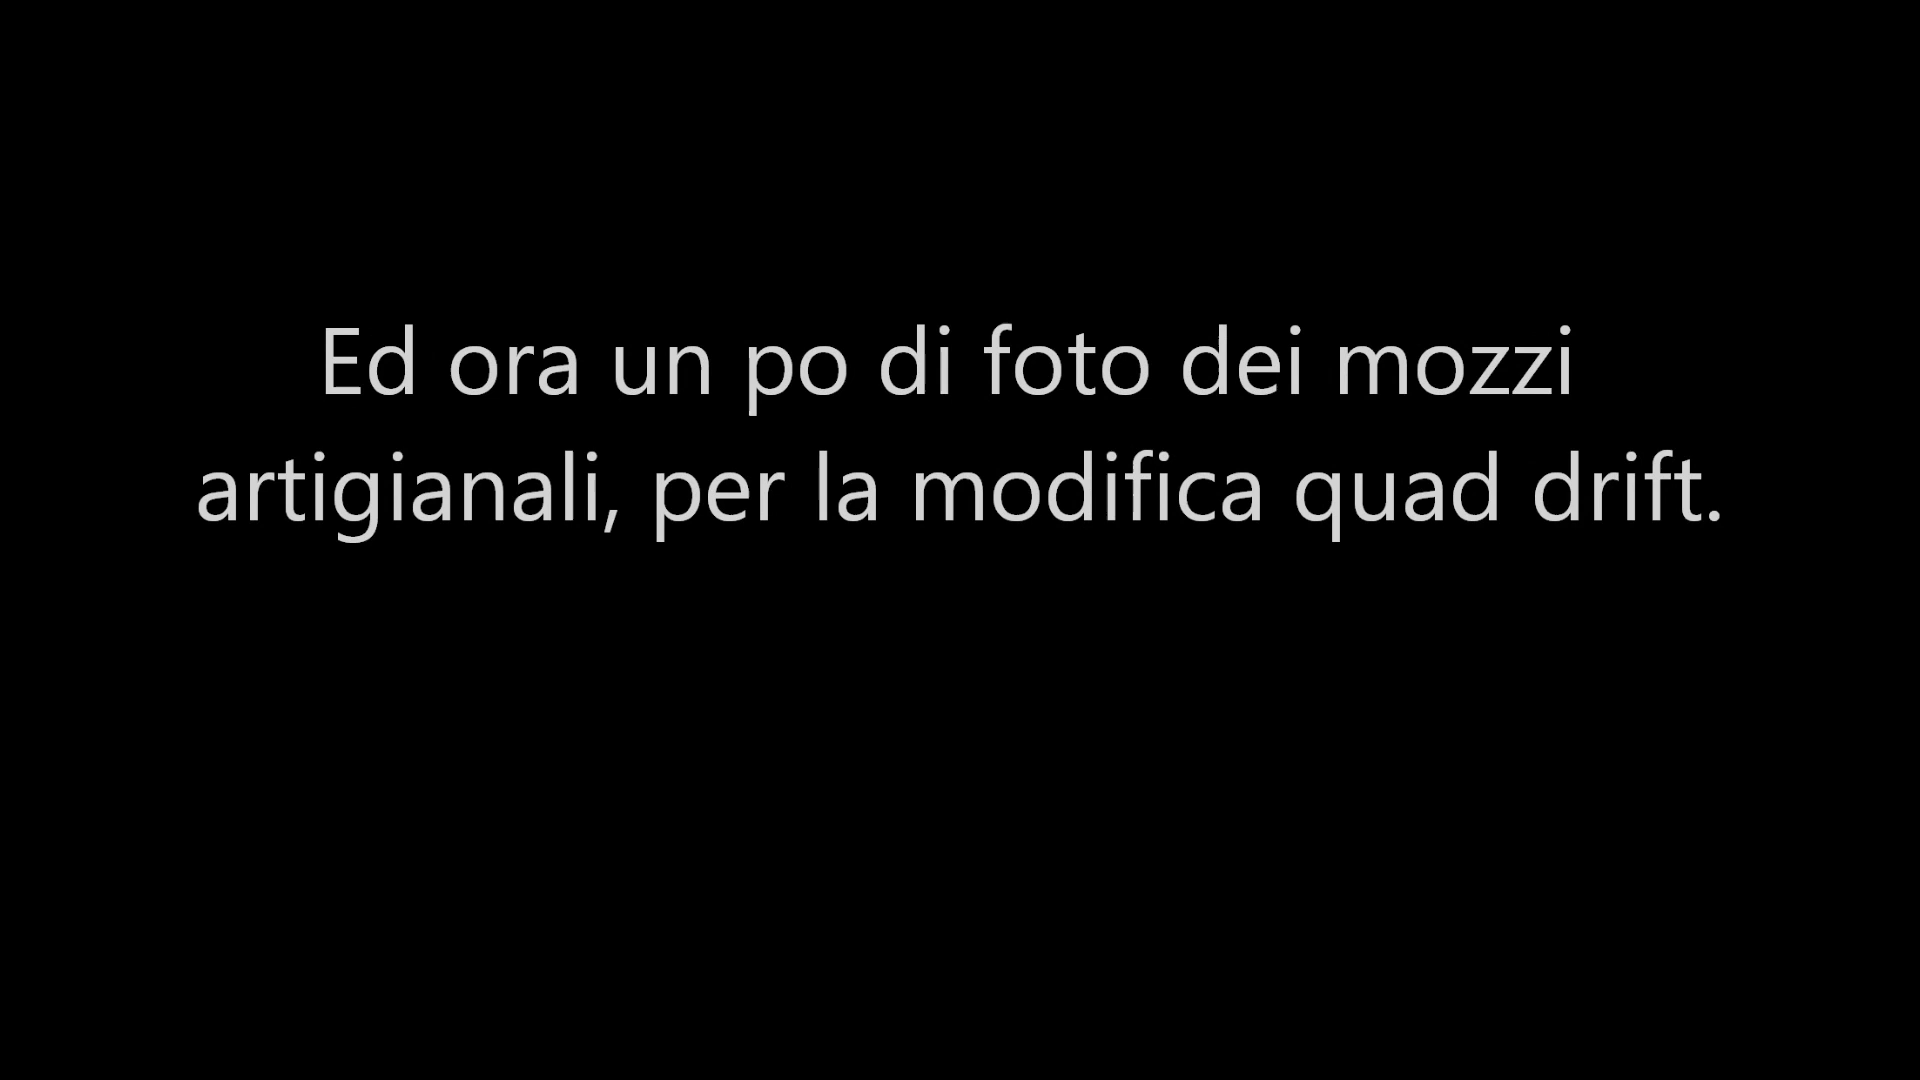 Ed ora un po di foto dei mozzi
artigianali, per la modifica quad drift.